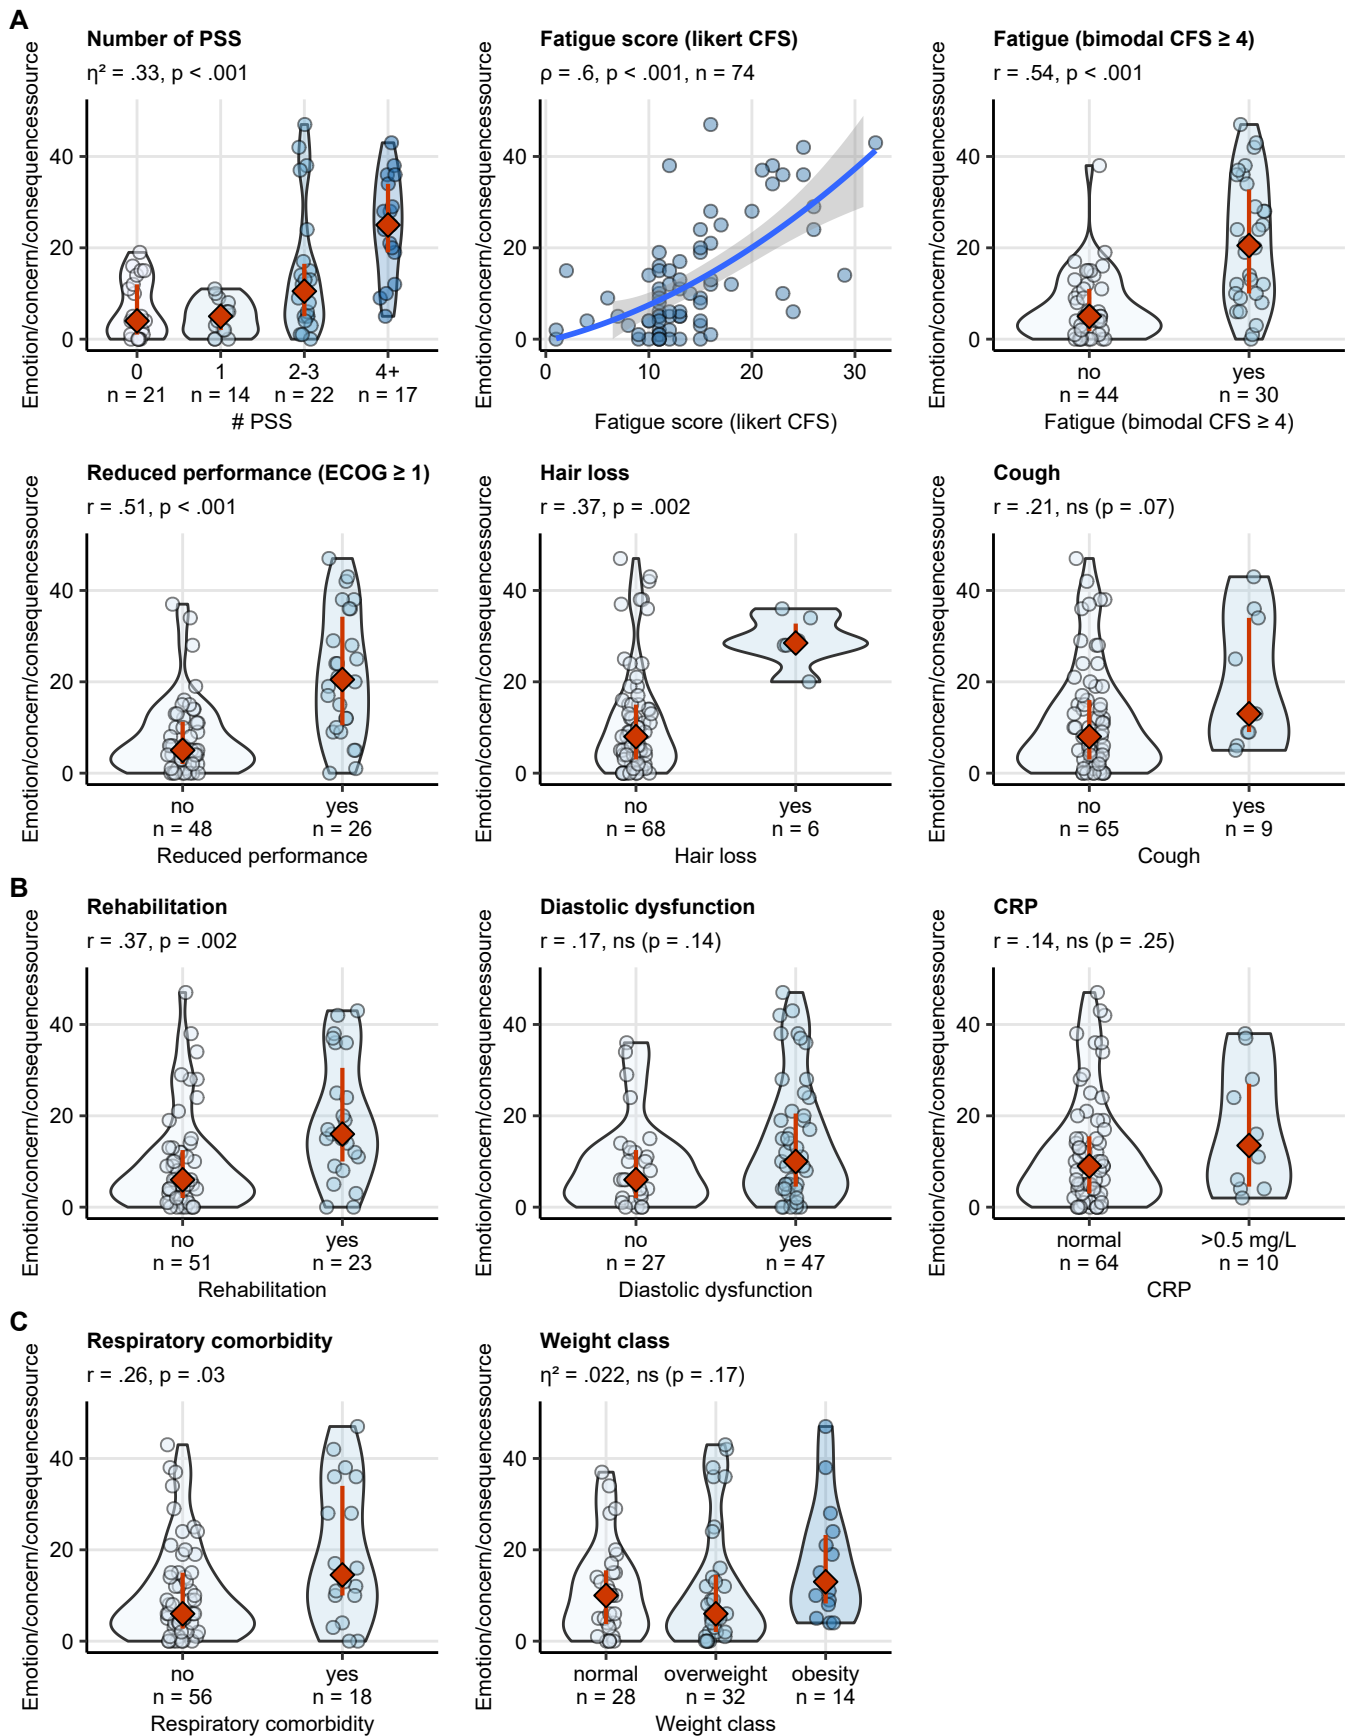 A
Number of PSS
η² = .33, p < .001
Emotion/concern/consequencessource
40
20
0
0
n = 21
1
n = 14
2-3
n = 22
4+
n = 17
# PSS
Fatigue score (likert CFS)
ρ = .6, p < .001, n = 74
Emotion/concern/consequencessource
40
20
0
0
10
20
30
Fatigue score (likert CFS)
Fatigue (bimodal CFS ≥ 4)
r = .54, p < .001
Emotion/concern/consequencessource
40
20
0
no
n = 44
yes
n = 30
Fatigue (bimodal CFS ≥ 4)
Reduced performance (ECOG ≥ 1)
r = .51, p < .001
Emotion/concern/consequencessource
40
20
0
no
n = 48
yes
n = 26
Reduced performance
Hair loss
r = .37, p = .002
Emotion/concern/consequencessource
40
20
0
no
n = 68
yes
n = 6
Hair loss
Cough
r = .21, ns (p = .07)
Emotion/concern/consequencessource
40
20
0
no
n = 65
yes
n = 9
Cough
B
Rehabilitation
r = .37, p = .002
Emotion/concern/consequencessource
40
20
0
no
n = 51
yes
n = 23
Rehabilitation
Diastolic dysfunction
r = .17, ns (p = .14)
Emotion/concern/consequencessource
40
20
0
no
n = 27
yes
n = 47
Diastolic dysfunction
CRP
r = .14, ns (p = .25)
Emotion/concern/consequencessource
40
20
0
normal
n = 64
>0.5 mg/L
n = 10
CRP
C
Respiratory comorbidity
r = .26, p = .03
Emotion/concern/consequencessource
40
20
0
no
n = 56
yes
n = 18
Respiratory comorbidity
Weight class
η² = .022, ns (p = .17)
Emotion/concern/consequencessource
40
20
0
normal
n = 28
overweight
n = 32
obesity
n = 14
Weight class